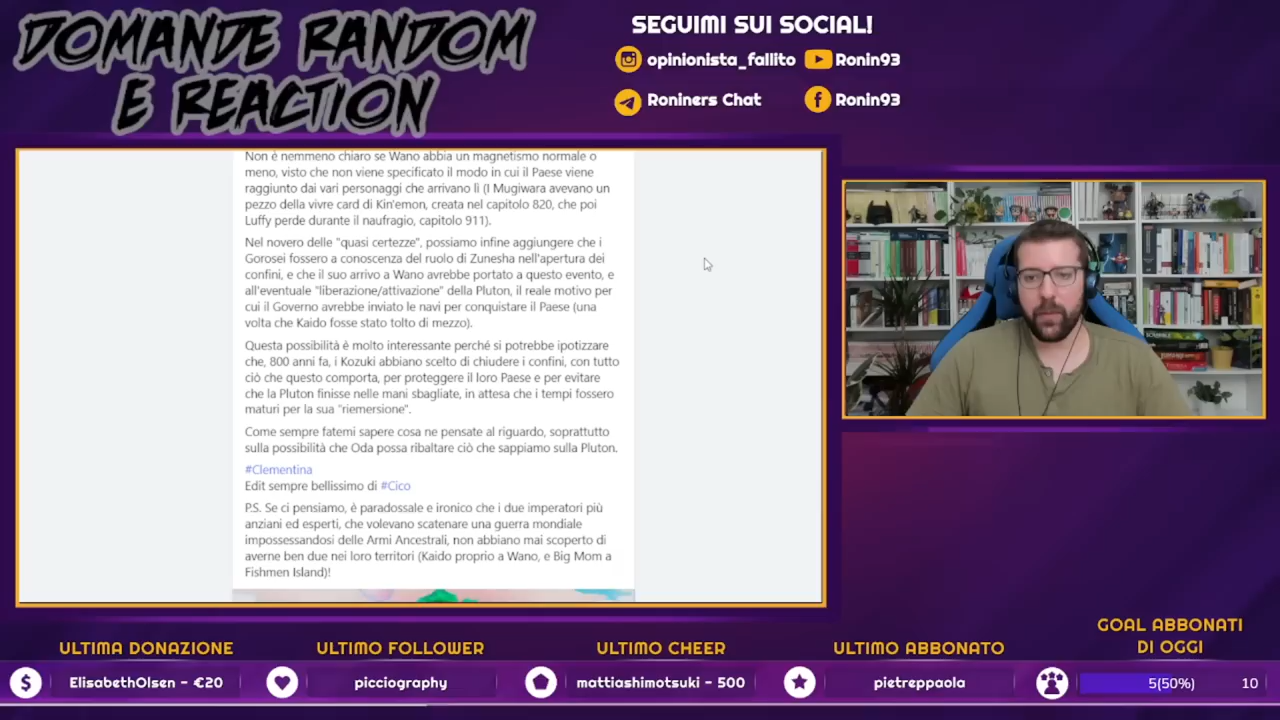 DOMANDE RANDOM
E REACTION
SEGUIMI SUI SOCIAL!
opinionista_fallito
Ronin93
Roniners Chat
Ronin93
Non è nemmeno chiaro se Wano abbia un magnetismo normale o
meno, visto che non viene specificato il modo in cui il Paese viene
raggiunto dai vari personaggi che arrivano lì (I Mugiwara avevano un
pezzo della vivre card di Kin'emon, creata nel capitolo 820, che poi
Luffy perde durante il naufragio, capitolo 911).
Nel novero delle "quasi certezze", possiamo infine aggiungere che i
Gorosei fossero a conoscenza del ruolo di Zunesha nell'apertura dei
confini, e che il suo arrivo a Wano avrebbe portato a questo evento, e
all'eventuale "liberazione/attivazione" della Pluton, il reale motivo per
cui il Governo avrebbe inviato le navi per conquistare il Paese (una
volta che Kaido fosse stato tolto di mezzo).
Questa possibilità è molto interessante perché si potrebbe ipotizzare
che, 800 anni fa, i Kozuki abbiano scelto di chiudere i confini, con tutto
ciò che questo comporta, per proteggere il loro Paese e per evitare
che la Pluton finisse nelle mani sbagliate, in attesa che i tempi fossero
maturi per la sua "riemersione".
Come sempre fatemi sapere cosa ne pensate al riguardo, soprattutto
sulla possibilità che Oda possa ribaltare ciò che sappiamo sulla Pluton.
#Clementina
Edit sempre bellissimo di #Cico
P.S. Se ci pensiamo, è paradossale e ironico che i due imperatori più
anziani ed esperti, che volevano scatenare una guerra mondiale
impossessandosi delle Armi Ancestrali, non abbiano mai scoperto di
averne ben due nei loro territori (Kaido proprio a Wano, e Big Mom a
Fishmen Island)!
ULTIMA DONAZIONE
ElisabethOlsen - €20
ULTIMO FOLLOWER
picciography
ULTIMO CHEER
mattiashimotsuki - 500
ULTIMO ABBONATO
pietreppaola
GOAL ABBONATI
DI OGGI
5(50%)
10